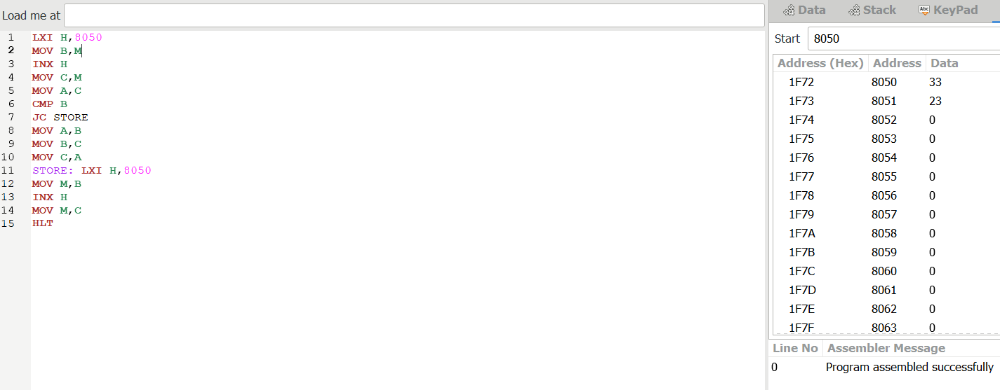 Load me at
1 LXI H,8050
2 MOV B,M
3 INX H
4 MOV C,M
5 MOV A,C
6 CMP B
7 JC STORE
8 MOV A,B
9 MOV B,C
10 MOV C,A
11 STORE: LXI H,8050
12 MOV M,B
13 INX H
14 MOV M,C
15 HLT
Data Stack Abc KeyPad
Start 8050
Address (Hex) Address Data
1F72 8050 33
1F73 8051 23
1F74 8052 0
1F75 8053 0
1F76 8054 0
1F77 8055 0
1F78 8056 0
1F79 8057 0
1F7A 8058 0
1F7B 8059 0
1F7C 8060 0
1F7D 8061 0
1F7E 8062 0
1F7F 8063 0
Line No Assembler Message
0 Program assembled successfully